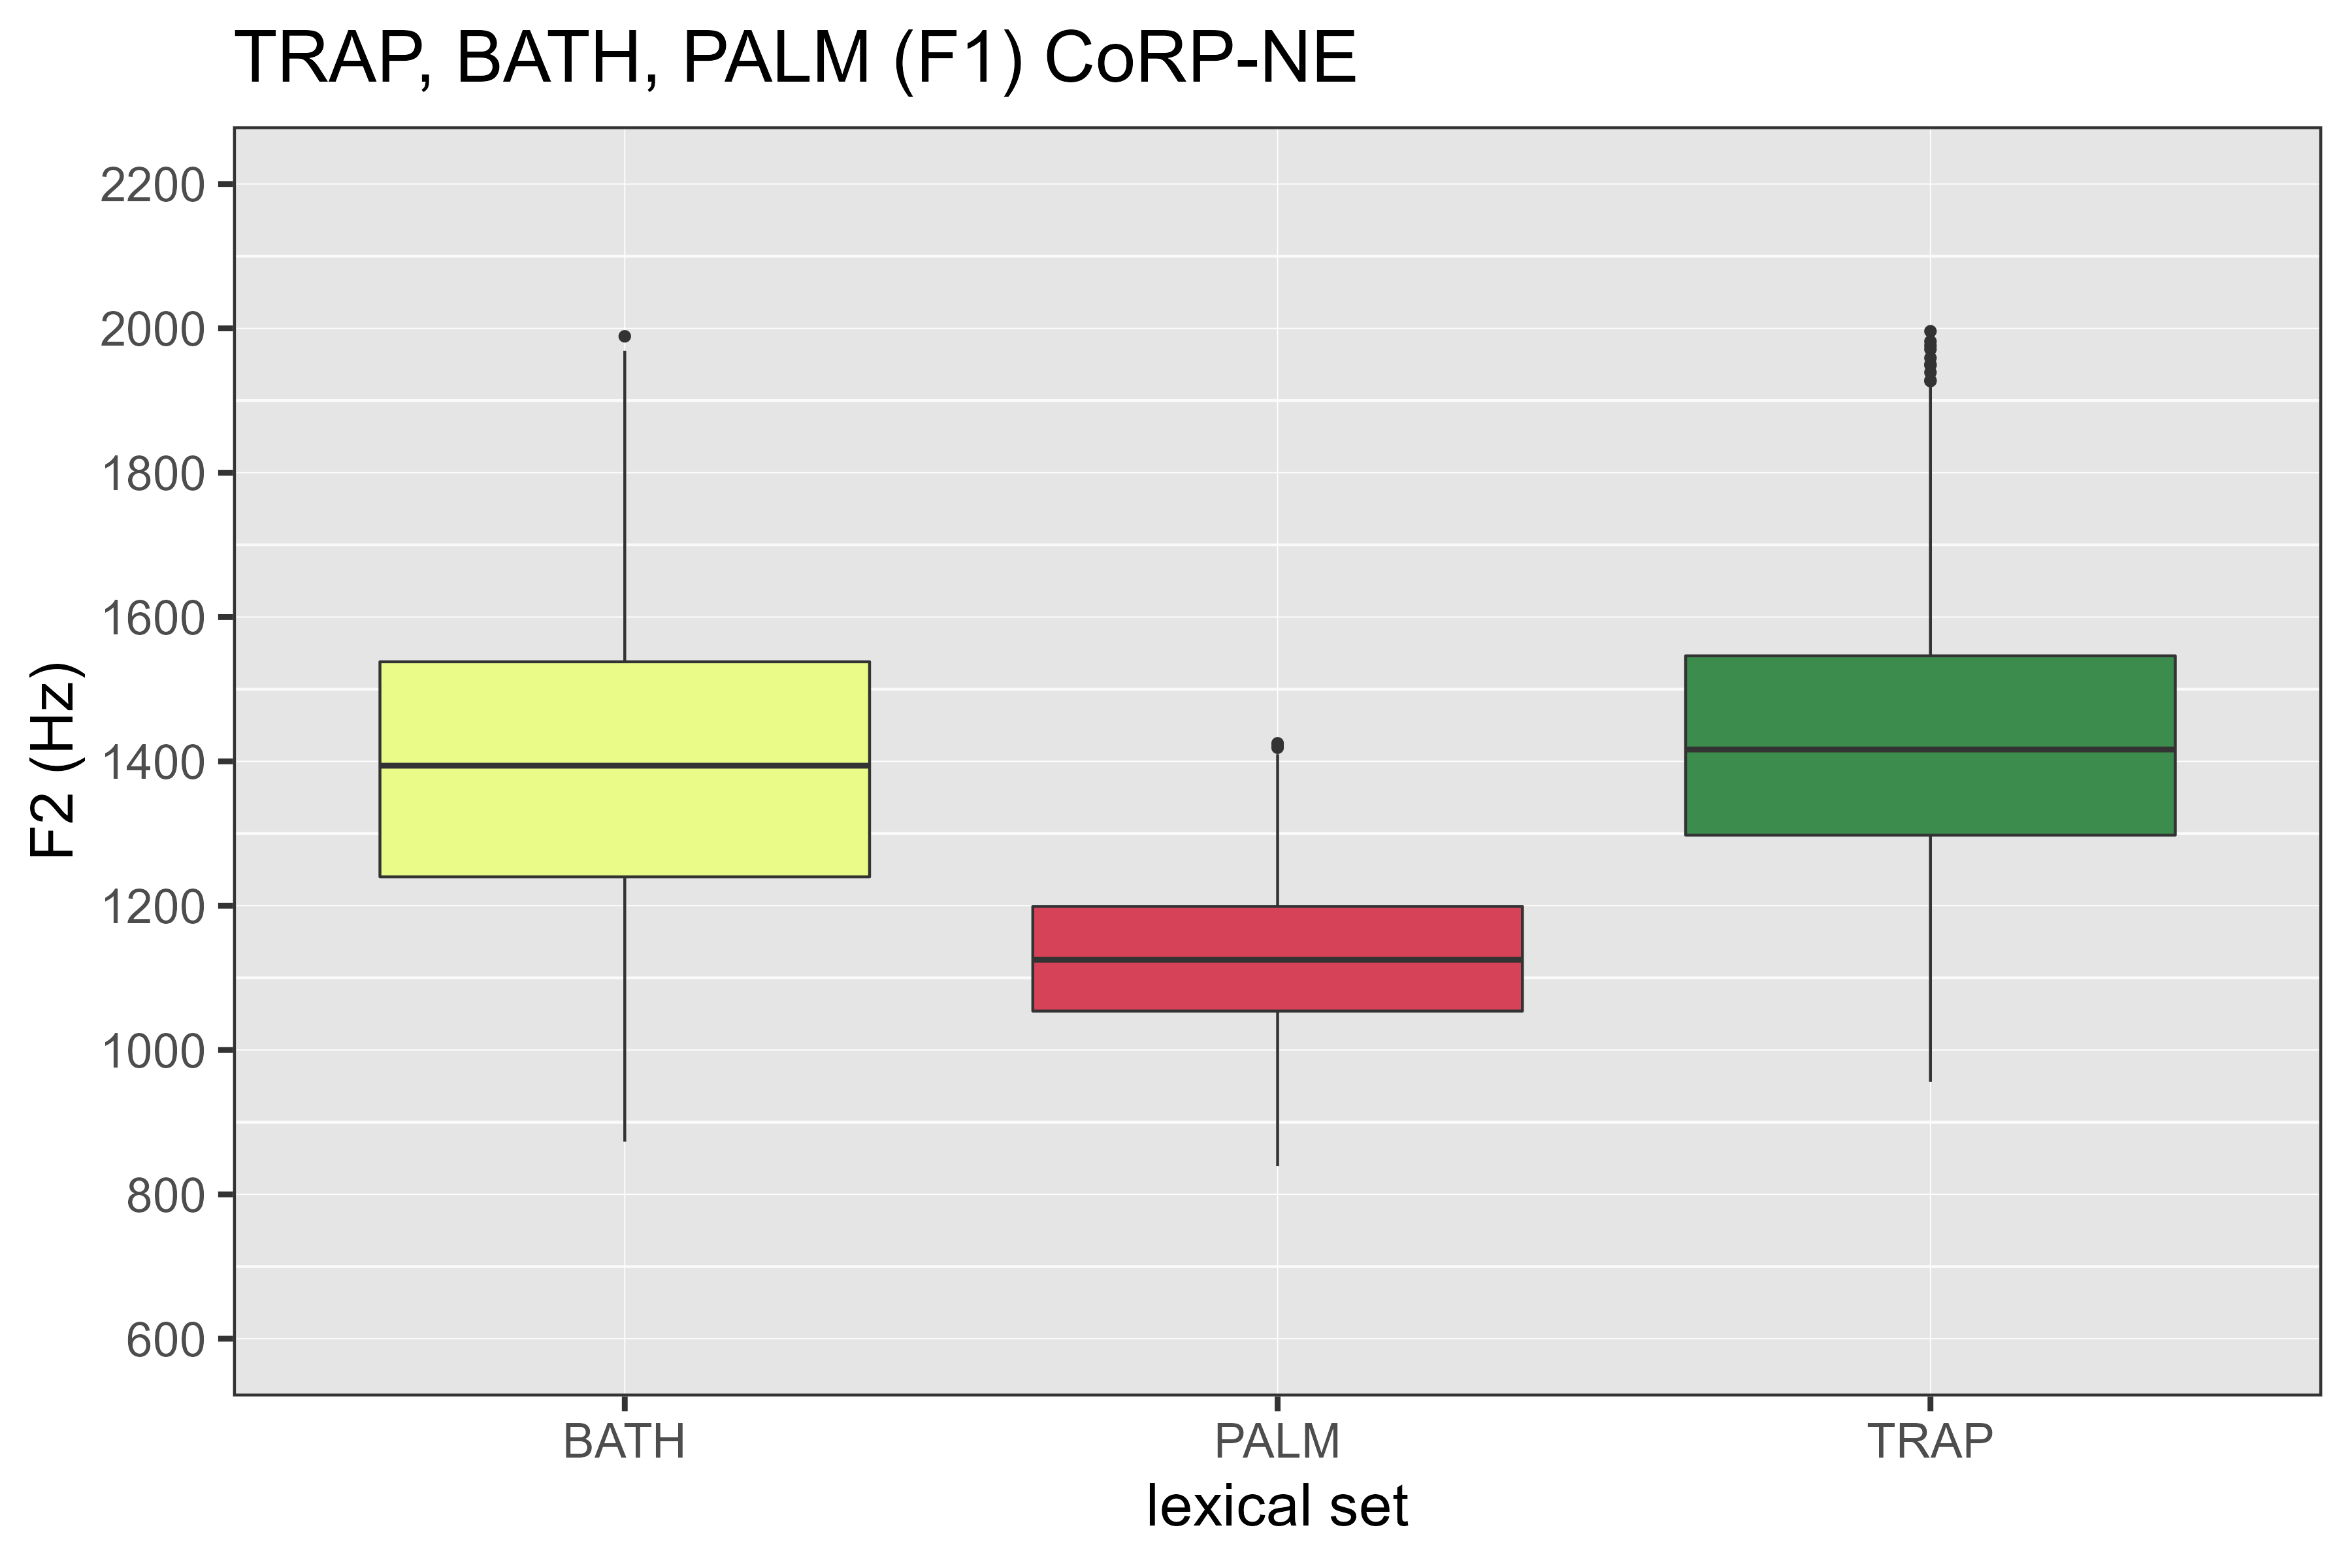 TRAP, BATH, PALM (F1) CoRP-NE
F2 (Hz)
2200
2000
1800
1600
1400
1200
1000
800
600
BATH PALM TRAP
lexical set